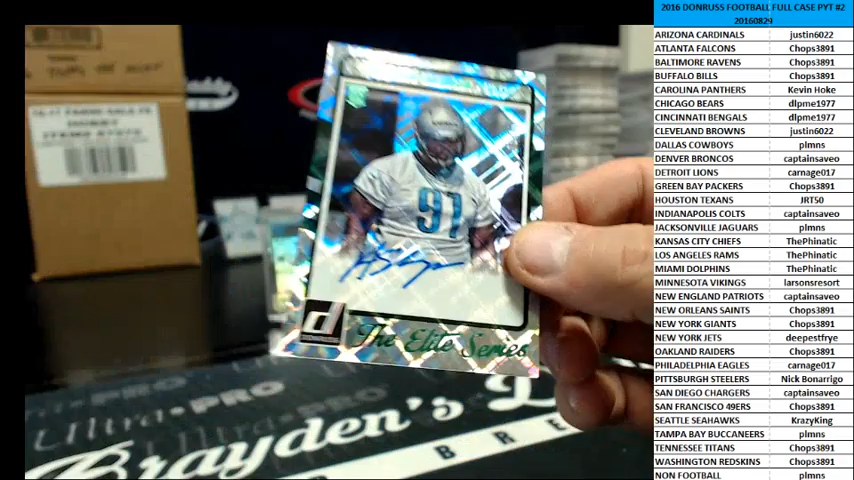 2016 DONRUSS FOOTBALL FULL CASE PYT #2
20160829
ARIZONA CARDINALS justin6022
ATLANTA FALCONS Chops3891
BALTIMORE RAVENS Chops3891
BUFFALO BILLS Chops3891
CAROLINA PANTHERS Kevin Hoke
CHICAGO BEARS dlpme1977
CINCINNATI BENGALS dlpme1977
CLEVELAND BROWNS justin6022
DALLAS COWBOYS plmns
DENVER BRONCOS captainsaveo
DETROIT LIONS carnage017
GREEN BAY PACKERS Chops3891
HOUSTON TEXANS JRT50
INDIANAPOLIS COLTS captainsaveo
JACKSONVILLE JAGUARS plmns
KANSAS CITY CHIEFS ThePhinatic
LOS ANGELES RAMS ThePhinatic
MIAMI DOLPHINS ThePhinatic
MINNESOTA VIKINGS larsonsresort
NEW ENGLAND PATRIOTS captainsaveo
NEW ORLEANS SAINTS Chops3891
NEW YORK GIANTS Chops3891
NEW YORK JETS deepestfrye
OAKLAND RAIDERS Chops3891
PHILADELPHIA EAGLES carnage017
PITTSBURGH STEELERS Nick Bonarrigo
SAN DIEGO CHARGERS captainsaveo
SAN FRANCISCO 49ERS Chops3891
SEATTLE SEAHAWKS KrazyKing
TAMPA BAY BUCCANEERS plmns
TENNESSEE TITANS Chops3891
WASHINGTON REDSKINS Chops3891
NON FOOTBALL plmns
91
d
DONRUSS
The Elite Series
Ultra PRO
Brayden's
BRE